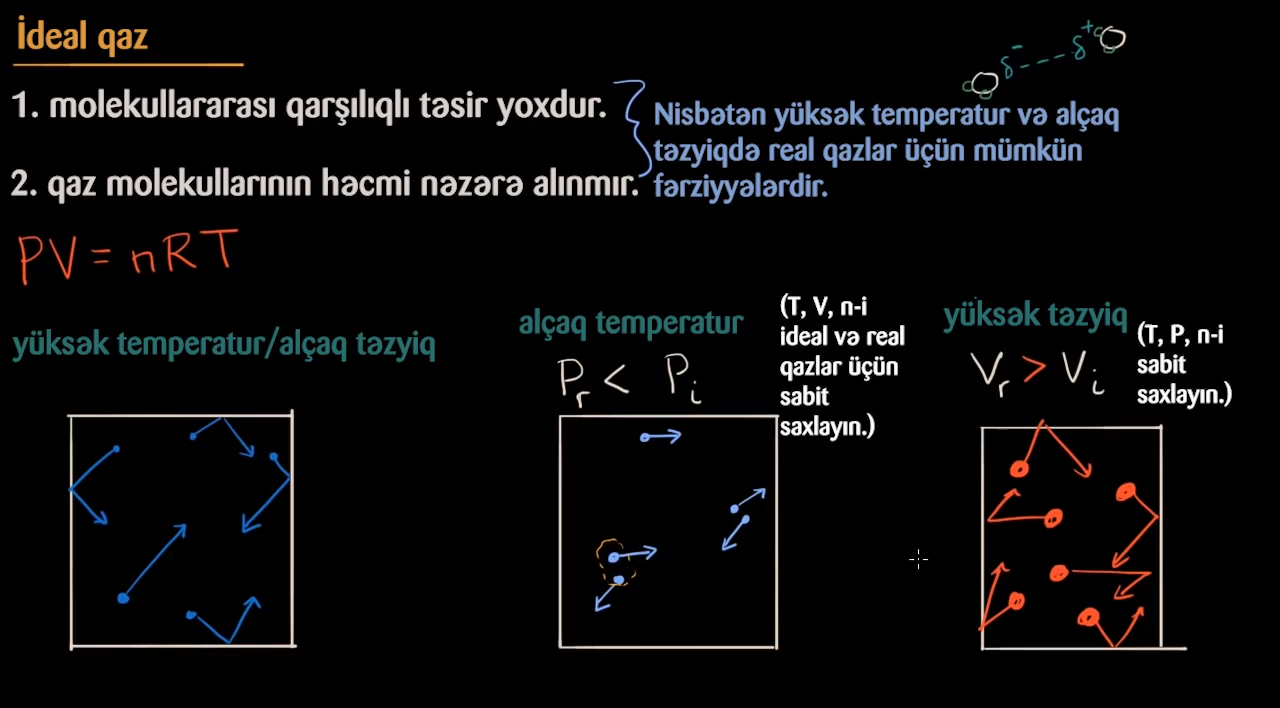 İdeal qaz
δ⁻ --- δ⁺
1. molekullararası qarşılıqlı təsir yoxdur.
2. qaz molekullarının həcmi nəzərə alınmır.
Nisbətən yüksək temperatur və alçaq
təzyiqdə real qazlar üçün mümkün
fərziyyələrdir.
PV = nRT
yüksək temperatur/alçaq təzyiq
alçaq temperatur
Pr < Pi
(T, V, n-i
ideal və real
qazlar üçün
sabit
saxlayın.)
yüksək təzyiq
Vr > Vi
(T, P, n-i
sabit
saxlayın.)